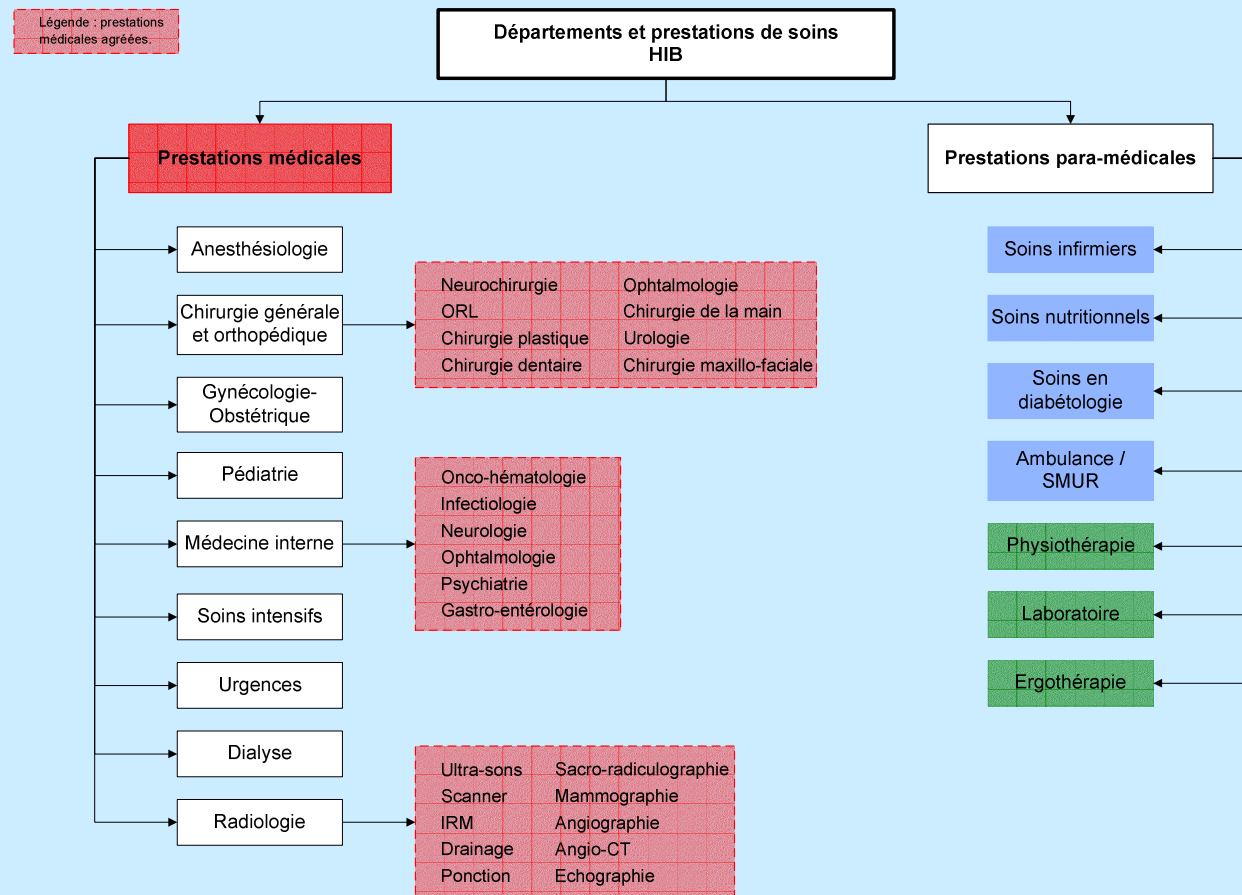 Légende : prestations
médicales agréées.
Départements et prestations de soins
HIB
Prestations médicales
Prestations para-médicales
Anesthésiologie
Chirurgie générale
et orthopédique
Gynécologie-
Obstétrique
Pédiatrie
Médecine interne
Soins intensifs
Urgences
Dialyse
Radiologie
Neurochirurgie Ophtalmologie
ORL Chirurgie de la main
Chirurgie plastique Urologie
Chirurgie dentaire Chirurgie maxillo-faciale
Onco-hématologie
Infectiologie
Neurologie
Ophtalmologie
Psychiatrie
Gastro-entérologie
Ultra-sons Sacro-radiculographie
Scanner Mammographie
IRM Angiographie
Drainage Angio-CT
Ponction Echographie
Soins infirmiers
Soins nutritionnels
Soins en
diabétologie
Ambulance /
SMUR
Physiothérapie
Laboratoire
Ergothérapie